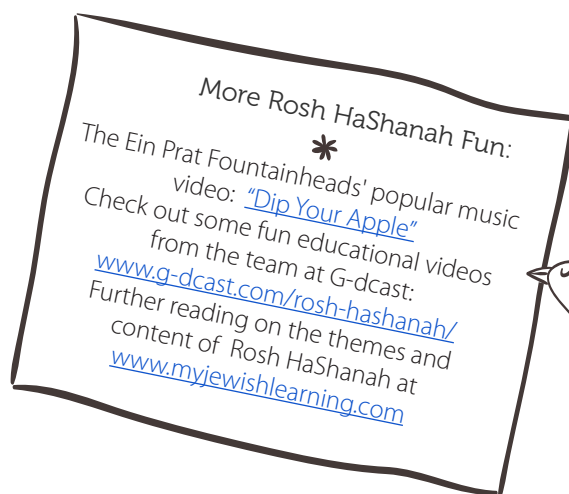 More Rosh HaShanah Fun:
*
The Ein Prat Fountainheads' popular music
video: "Dip Your Apple"
Check out some fun educational videos
from the team at G-dcast:
www.g-dcast.com/rosh-hashanah/
Further reading on the themes and
content of Rosh HaShanah at
www.myjewishlearning.com